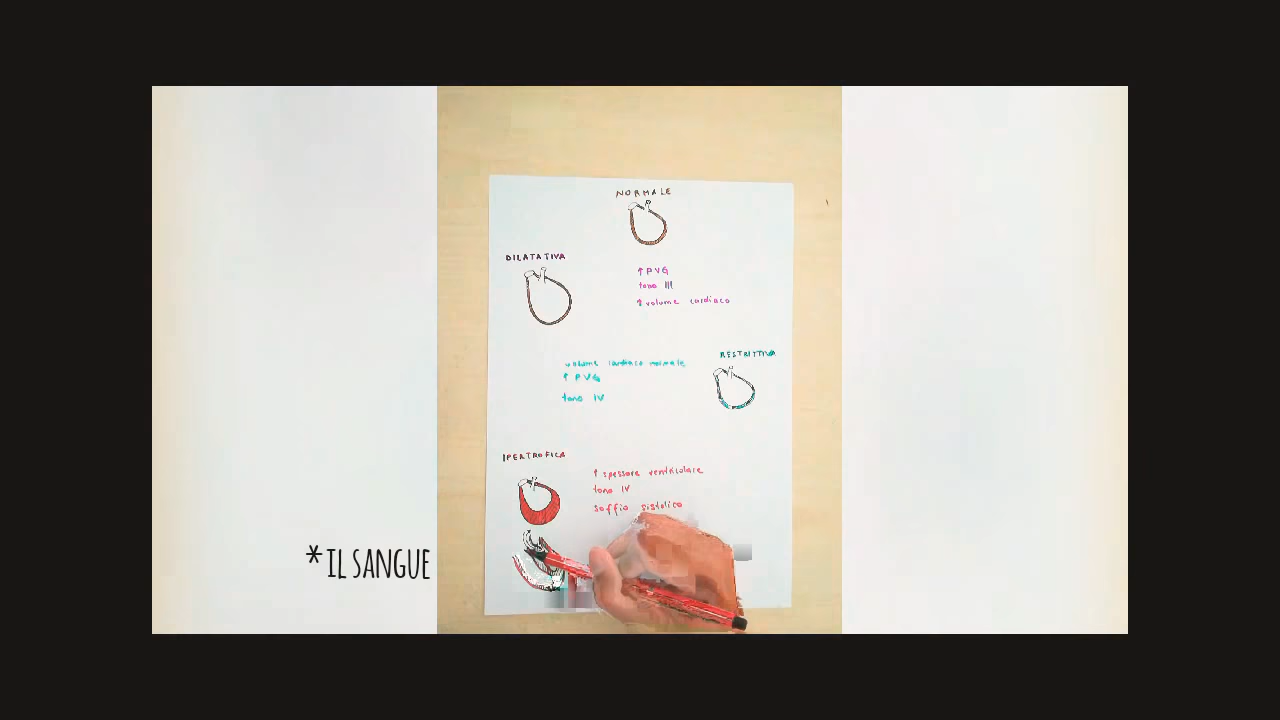 NORMALE
DILATATIVA
↑ PVG
tono III
↑ volume cardiaco
RESTRITTIVA
volume cardiaco normale
↑ PVG
tono IV
IPERTROFICA
↑ spessore ventricolare
tono IV
soffio sistolico
*IL SANGUE